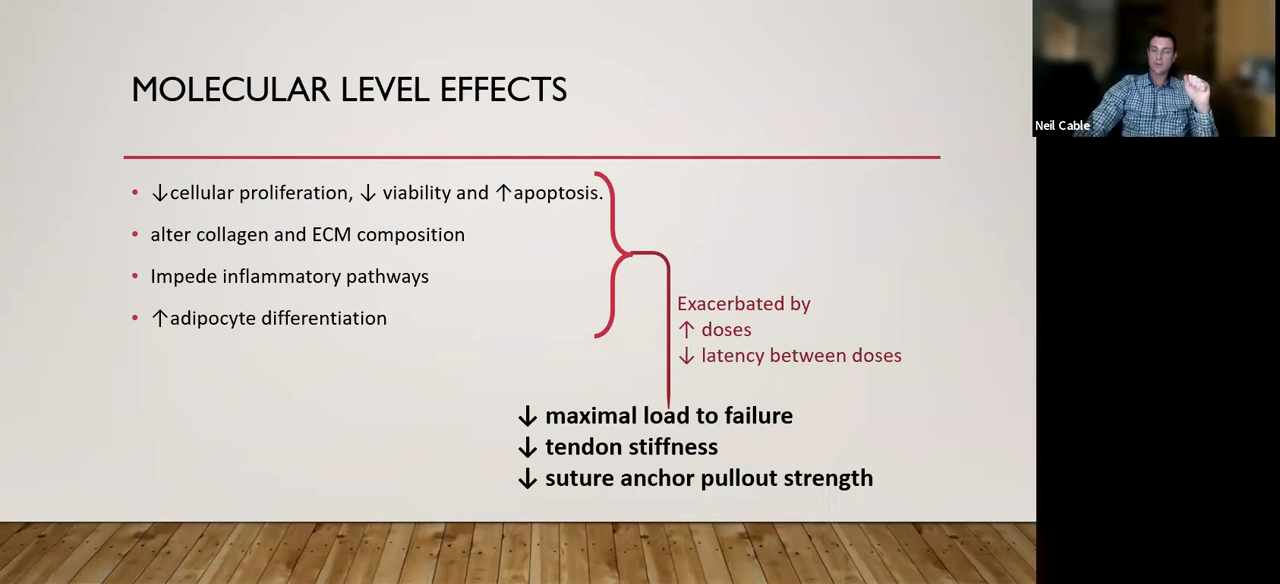 MOLECULAR LEVEL EFFECTS
Neil Cable
• ↓cellular proliferation, ↓ viability and ↑apoptosis.
• alter collagen and ECM composition
• Impede inflammatory pathways
• ↑adipocyte differentiation
Exacerbated by
↑ doses
↓ latency between doses
↓ maximal load to failure
↓ tendon stiffness
↓ suture anchor pullout strength